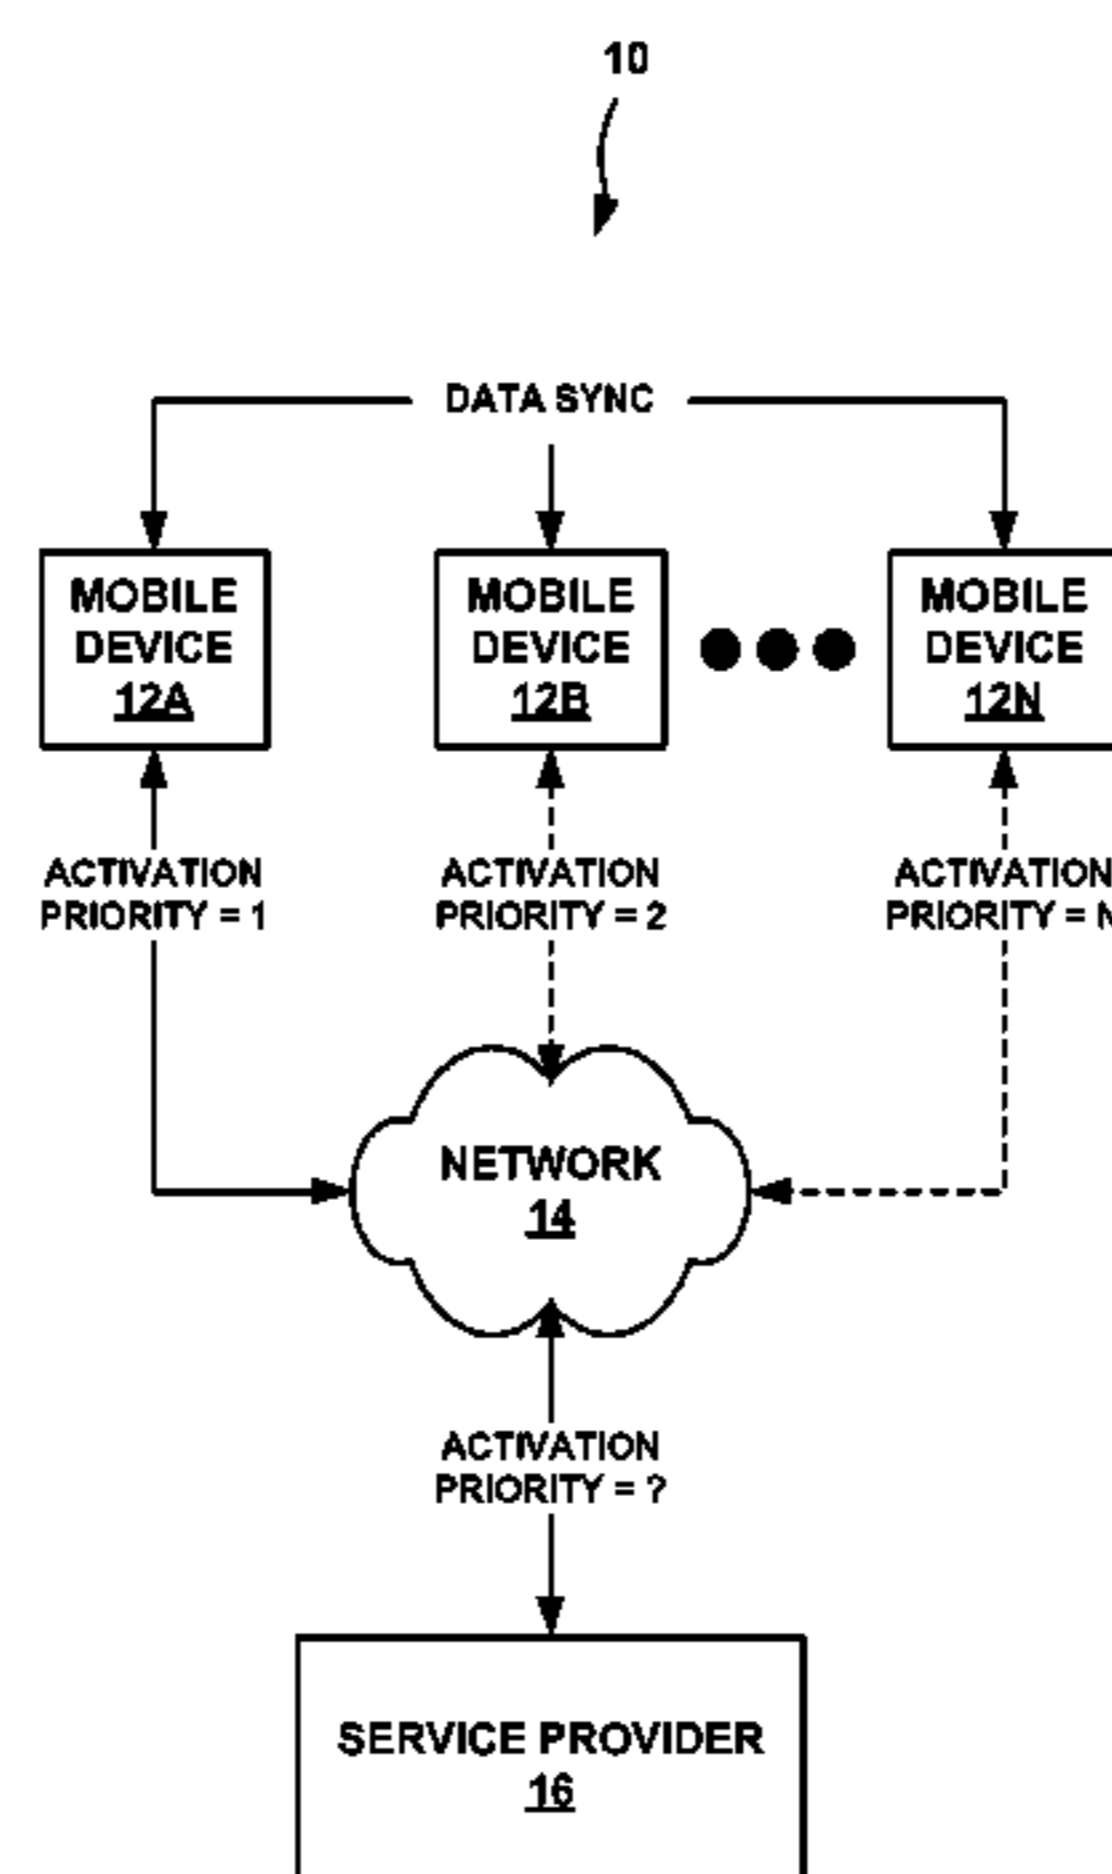 10
DATA SYNC
MOBILE
DEVICE
12A
MOBILE
DEVICE
12B
MOBILE
DEVICE
12N
ACTIVATION
PRIORITY = 1
ACTIVATION
PRIORITY = 2
ACTIVATION
PRIORITY =
NETWORK
14
ACTIVATION
PRIORITY = ?
SERVICE PROVIDER
16